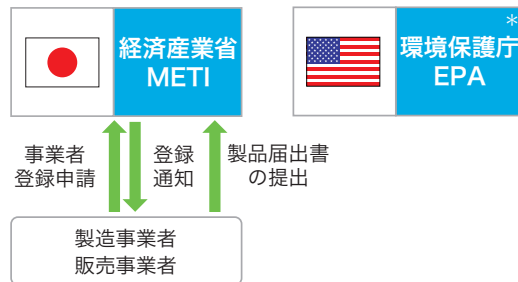 経済産業省
METI
*
環境保護庁
EPA
事業者
登録申請
登録
通知
製品届出書
の提出
製造事業者
販売事業者